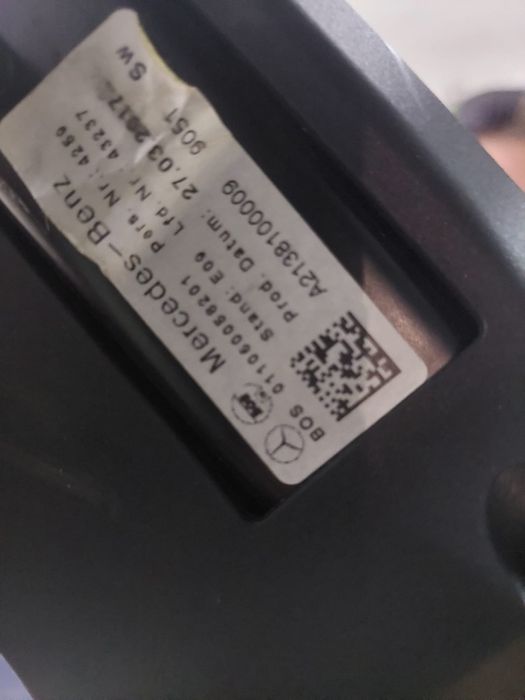 Mercedes-Benz
BOS 011060058201 Pers. Nr: 4250
Stand: E09 Lfd.Nr 43237
Prod. Datum: 27.03.2017
9051 SW
A2138100009